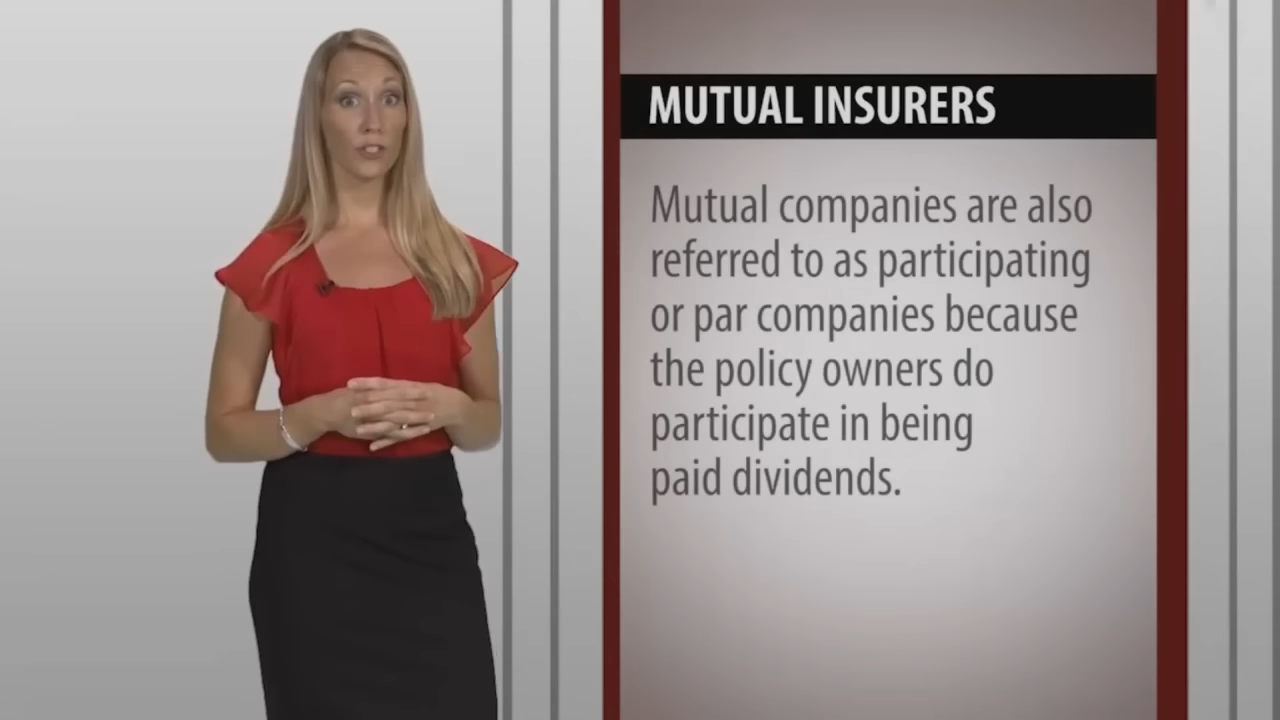 MUTUAL INSURERS
Mutual companies are also
referred to as participating
or par companies because
the policy owners do
participate in being
paid dividends.